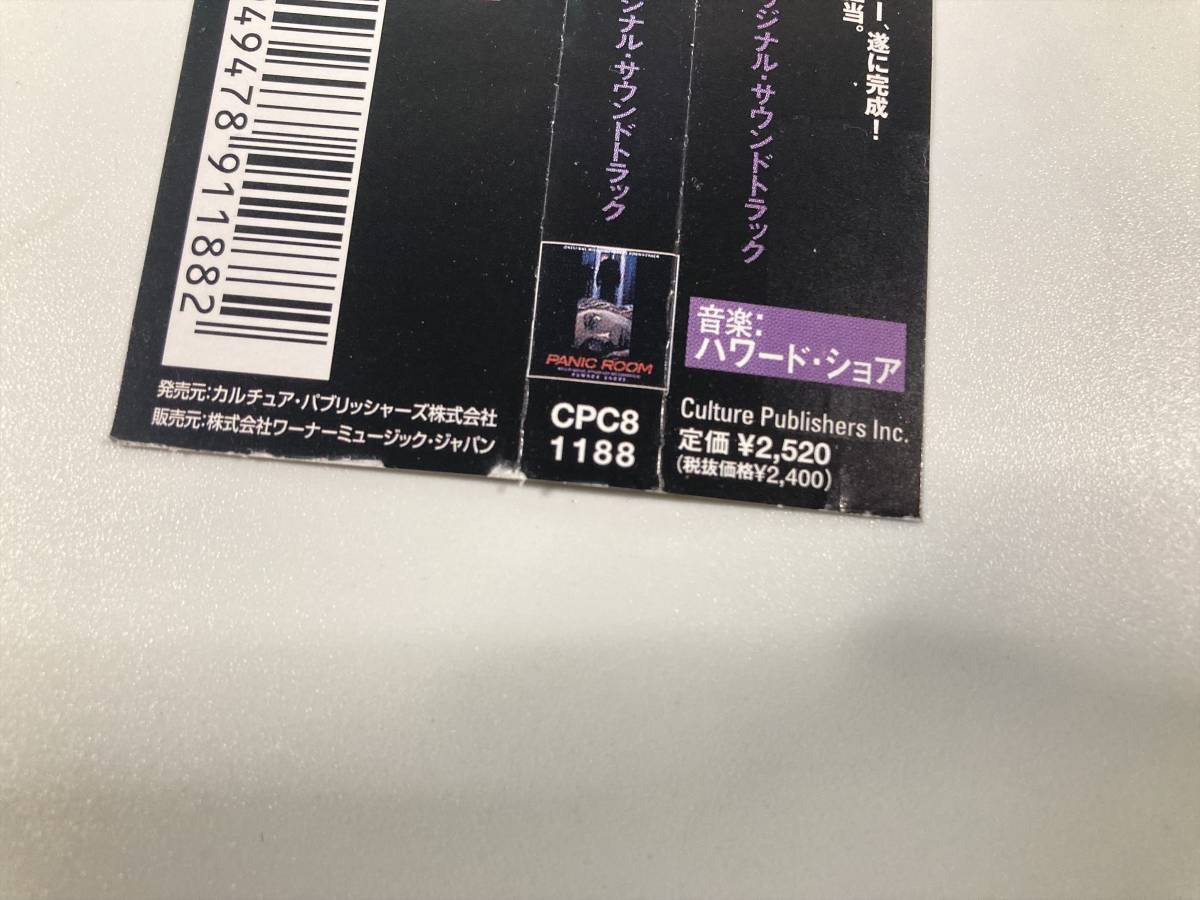 49478 911882
発売元:カルチュア・パブリッシャーズ株式会社
販売元:株式会社ワーナーミュージック・ジャパン
ナル・サウンドトラック
PANIC ROOM
HOWARD SHORE
CPC8
1188
ー、遂に完成!
当。
ジナル・サウンドトラック
音楽:
ハワード・ショア
Culture Publishers Inc.
定価 ¥2,520
(税抜価格¥2,400)